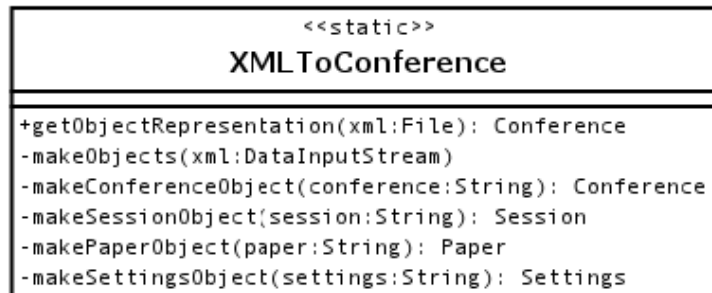 <<static>>
XMLToConference
+getObjectRepresentation(xml:File): Conference
-makeObjects(xml:DataInputStream)
-makeConferenceObject(conference:String): Conference
-makeSessionObject(session:String): Session
-makePaperObject(paper:String): Paper
-makeSettingsObject(settings:String): Settings